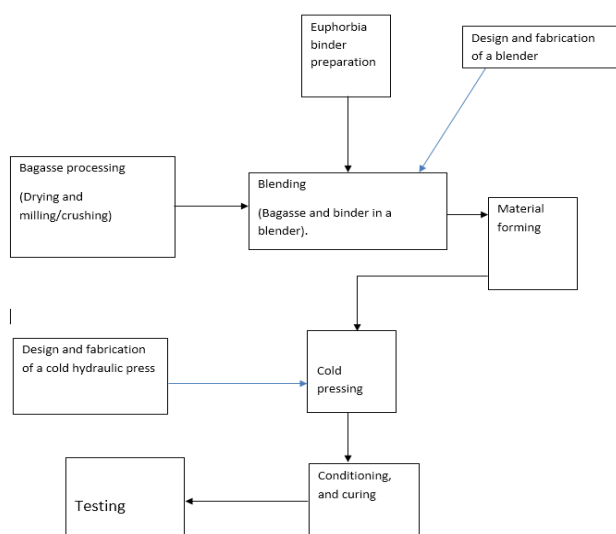 Euphorbia
binder
preparation
Design and fabrication
of a blender
Bagasse processing
(Drying and
milling/crushing)
Blending
(Bagasse and binder in a
blender).
Material
forming
Design and fabrication
of a cold hydraulic press
Cold
pressing
Conditioning,
and curing
Testing